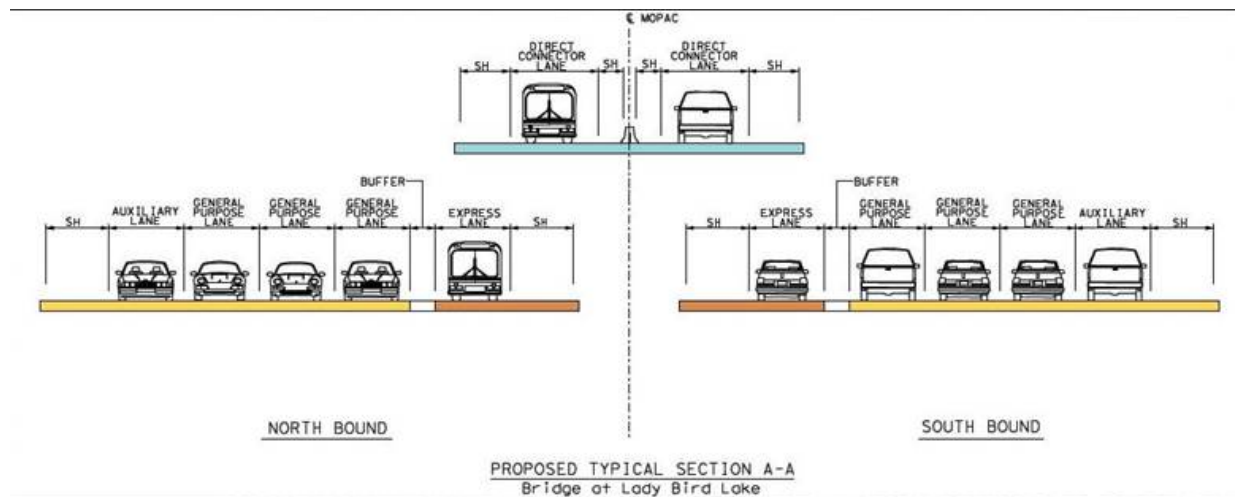 ℄ MOPAC
DIRECT
CONNECTOR
LANE
DIRECT
CONNECTOR
LANE
SH
SH
SH
SH
BUFFER
BUFFER
SH
AUXILIARY
LANE
GENERAL
PURPOSE
LANE
GENERAL
PURPOSE
LANE
GENERAL
PURPOSE
LANE
EXPRESS
LANE
SH
SH
EXPRESS
LANE
GENERAL
PURPOSE
LANE
GENERAL
PURPOSE
LANE
GENERAL
PURPOSE
LANE
AUXILIARY
LANE
SH
NORTH BOUND
SOUTH BOUND
PROPOSED TYPICAL SECTION A-A
Bridge at Lady Bird Lake